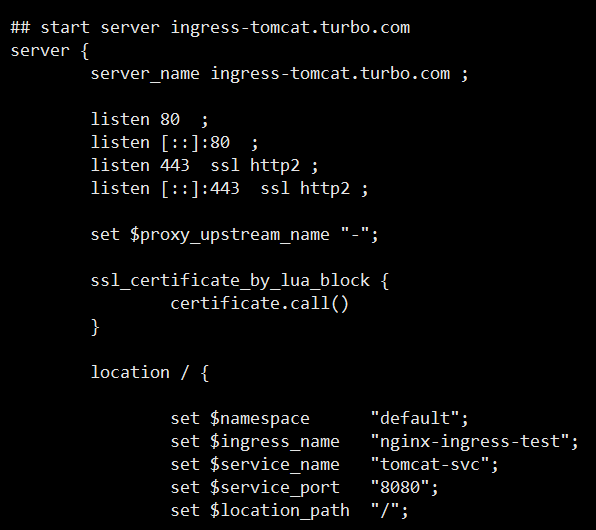 ## start server ingress-tomcat.turbo.com
server {
        server_name ingress-tomcat.turbo.com ;
        listen 80  ;
        listen [::]:80  ;
        listen 443  ssl http2 ;
        listen [::]:443  ssl http2 ;
        set $proxy_upstream_name "-";
        ssl_certificate_by_lua_block {
                certificate.call()
        }
        location / {
                set $namespace      "default";
                set $ingress_name   "nginx-ingress-test";
                set $service_name   "tomcat-svc";
                set $service_port   "8080";
                set $location_path  "/";